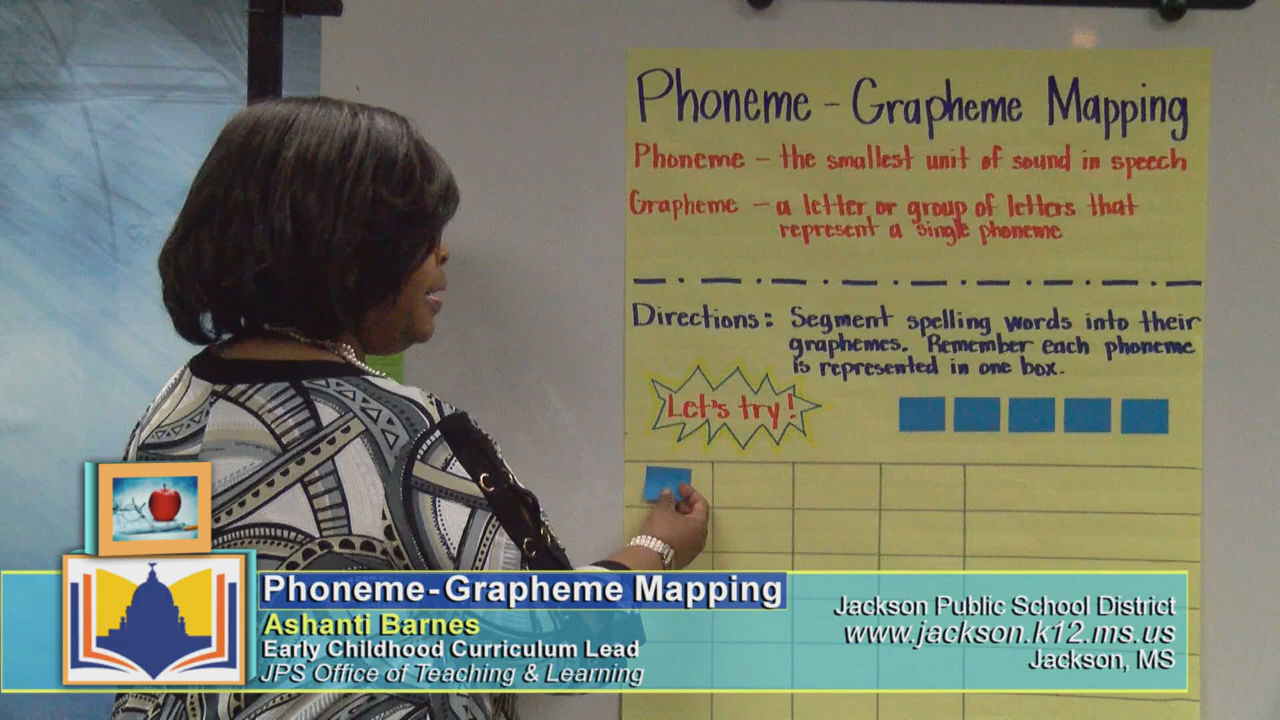 Phoneme - Grapheme Mapping
Phoneme - the smallest unit of sound in speech
Grapheme - a letter or group of letters that
represent a single phoneme
Directions: Segment spelling words into their
graphemes. Remember each phoneme
is represented in one box.
Let's try!
Phoneme-Grapheme Mapping
Ashanti Barnes
Early Childhood Curriculum Lead
JPS Office of Teaching & Learning
Jackson Public School District
www.jackson.k12.ms.us
Jackson, MS